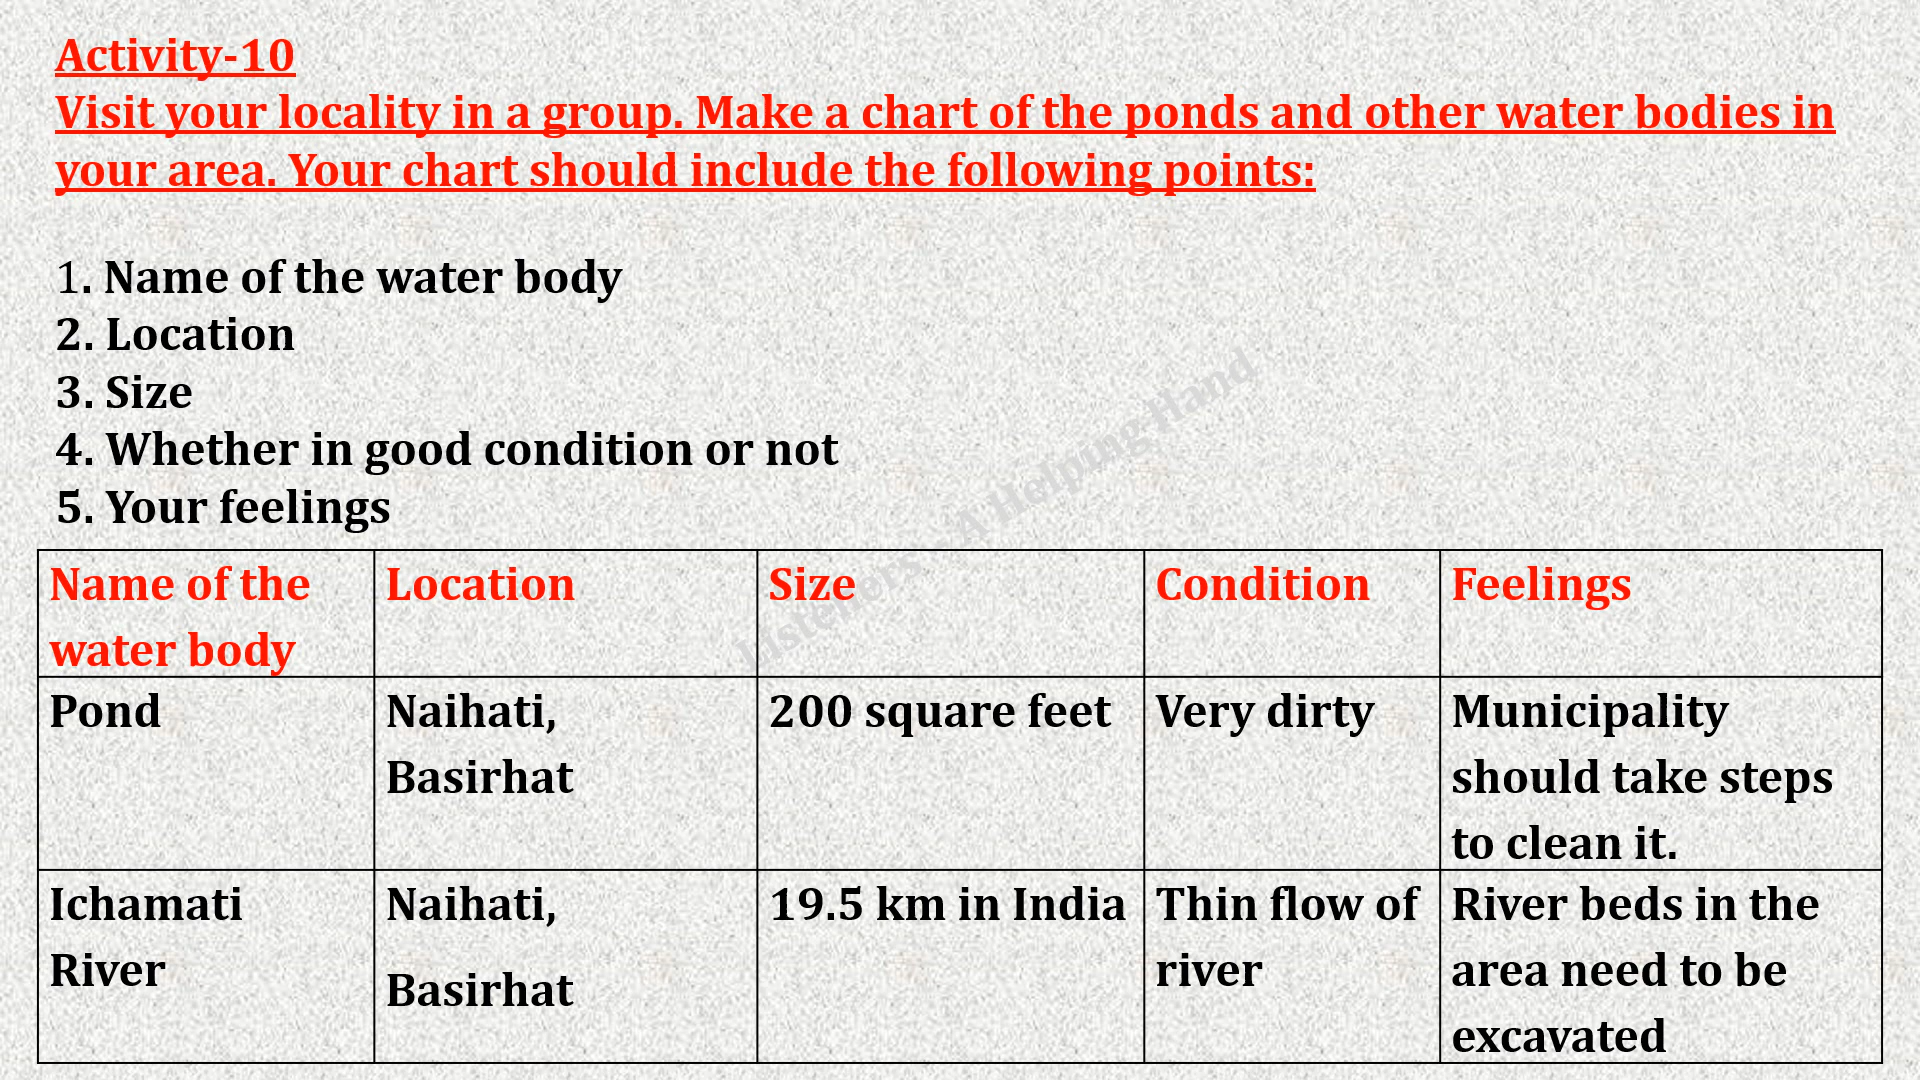 Activity-10
Visit your locality in a group. Make a chart of the ponds and other water bodies in
your area. Your chart should include the following points:
1. Name of the water body
2. Location
3. Size
4. Whether in good condition or not
5. Your feelings
Listeners - A Helping Hand
Name of the water body | Location | Size | Condition | Feelings
Pond | Naihati, Basirhat | 200 square feet | Very dirty | Municipality should take steps to clean it.
Ichamati River | Naihati, Basirhat | 19.5 km in India | Thin flow of river | River beds in the area need to be excavated